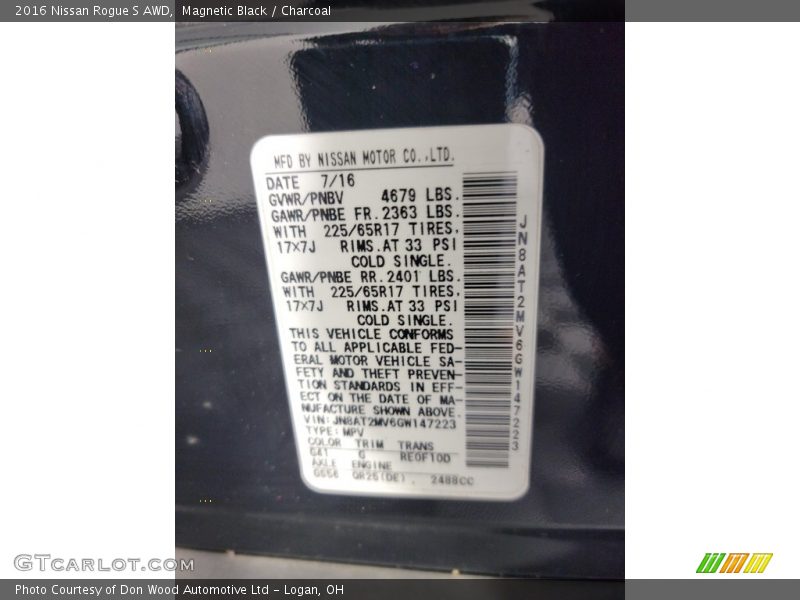 2016 Nissan Rogue S AWD, Magnetic Black / Charcoal
MFD BY NISSAN MOTOR CO.,LTD.
DATE 7/16
GVWR/PNBV 4679 LBS.
GAWR/PNBE FR. 2363 LBS.
WITH 225/65R17 TIRES,
17×7J RIMS.AT 33 PSI
COLD SINGLE.
GAWR/PNBE RR. 2401 LBS.
WITH 225/65R17 TIRES,
17×7J RIMS.AT 33 PSI
COLD SINGLE.
THIS VEHICLE CONFORMS
TO ALL APPLICABLE FED-
ERAL MOTOR VEHICLE SA-
FETY AND THEFT PREVEN-
TION STANDARDS IN EFF-
ECT ON THE DATE OF MA-
NUFACTURE SHOWN ABOVE.
VIN:JN8AT2MV6GW147223
TYPE:MPV
COLOR TRIM TRANS
G41 G RE0F10D
AXLE ENGINE
GG56 QR25(DE) 2488CC
JN8AT2MV6GW147223
GTCARLOT.COM
Photo Courtesy of Don Wood Automotive Ltd - Logan, OH